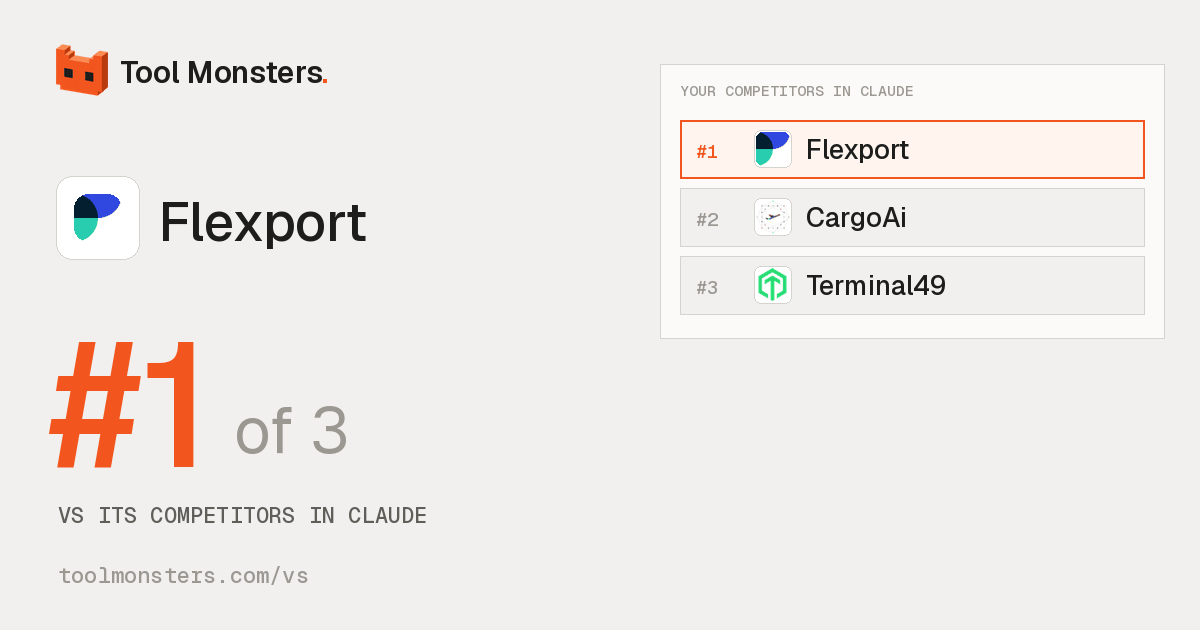 Tool Monsters.
Flexport
#1 of 3
VS ITS COMPETITORS IN CLAUDE
toolmonsters.com/vs
YOUR COMPETITORS IN CLAUDE
#1 Flexport
#2 CargoAi
#3 Terminal49